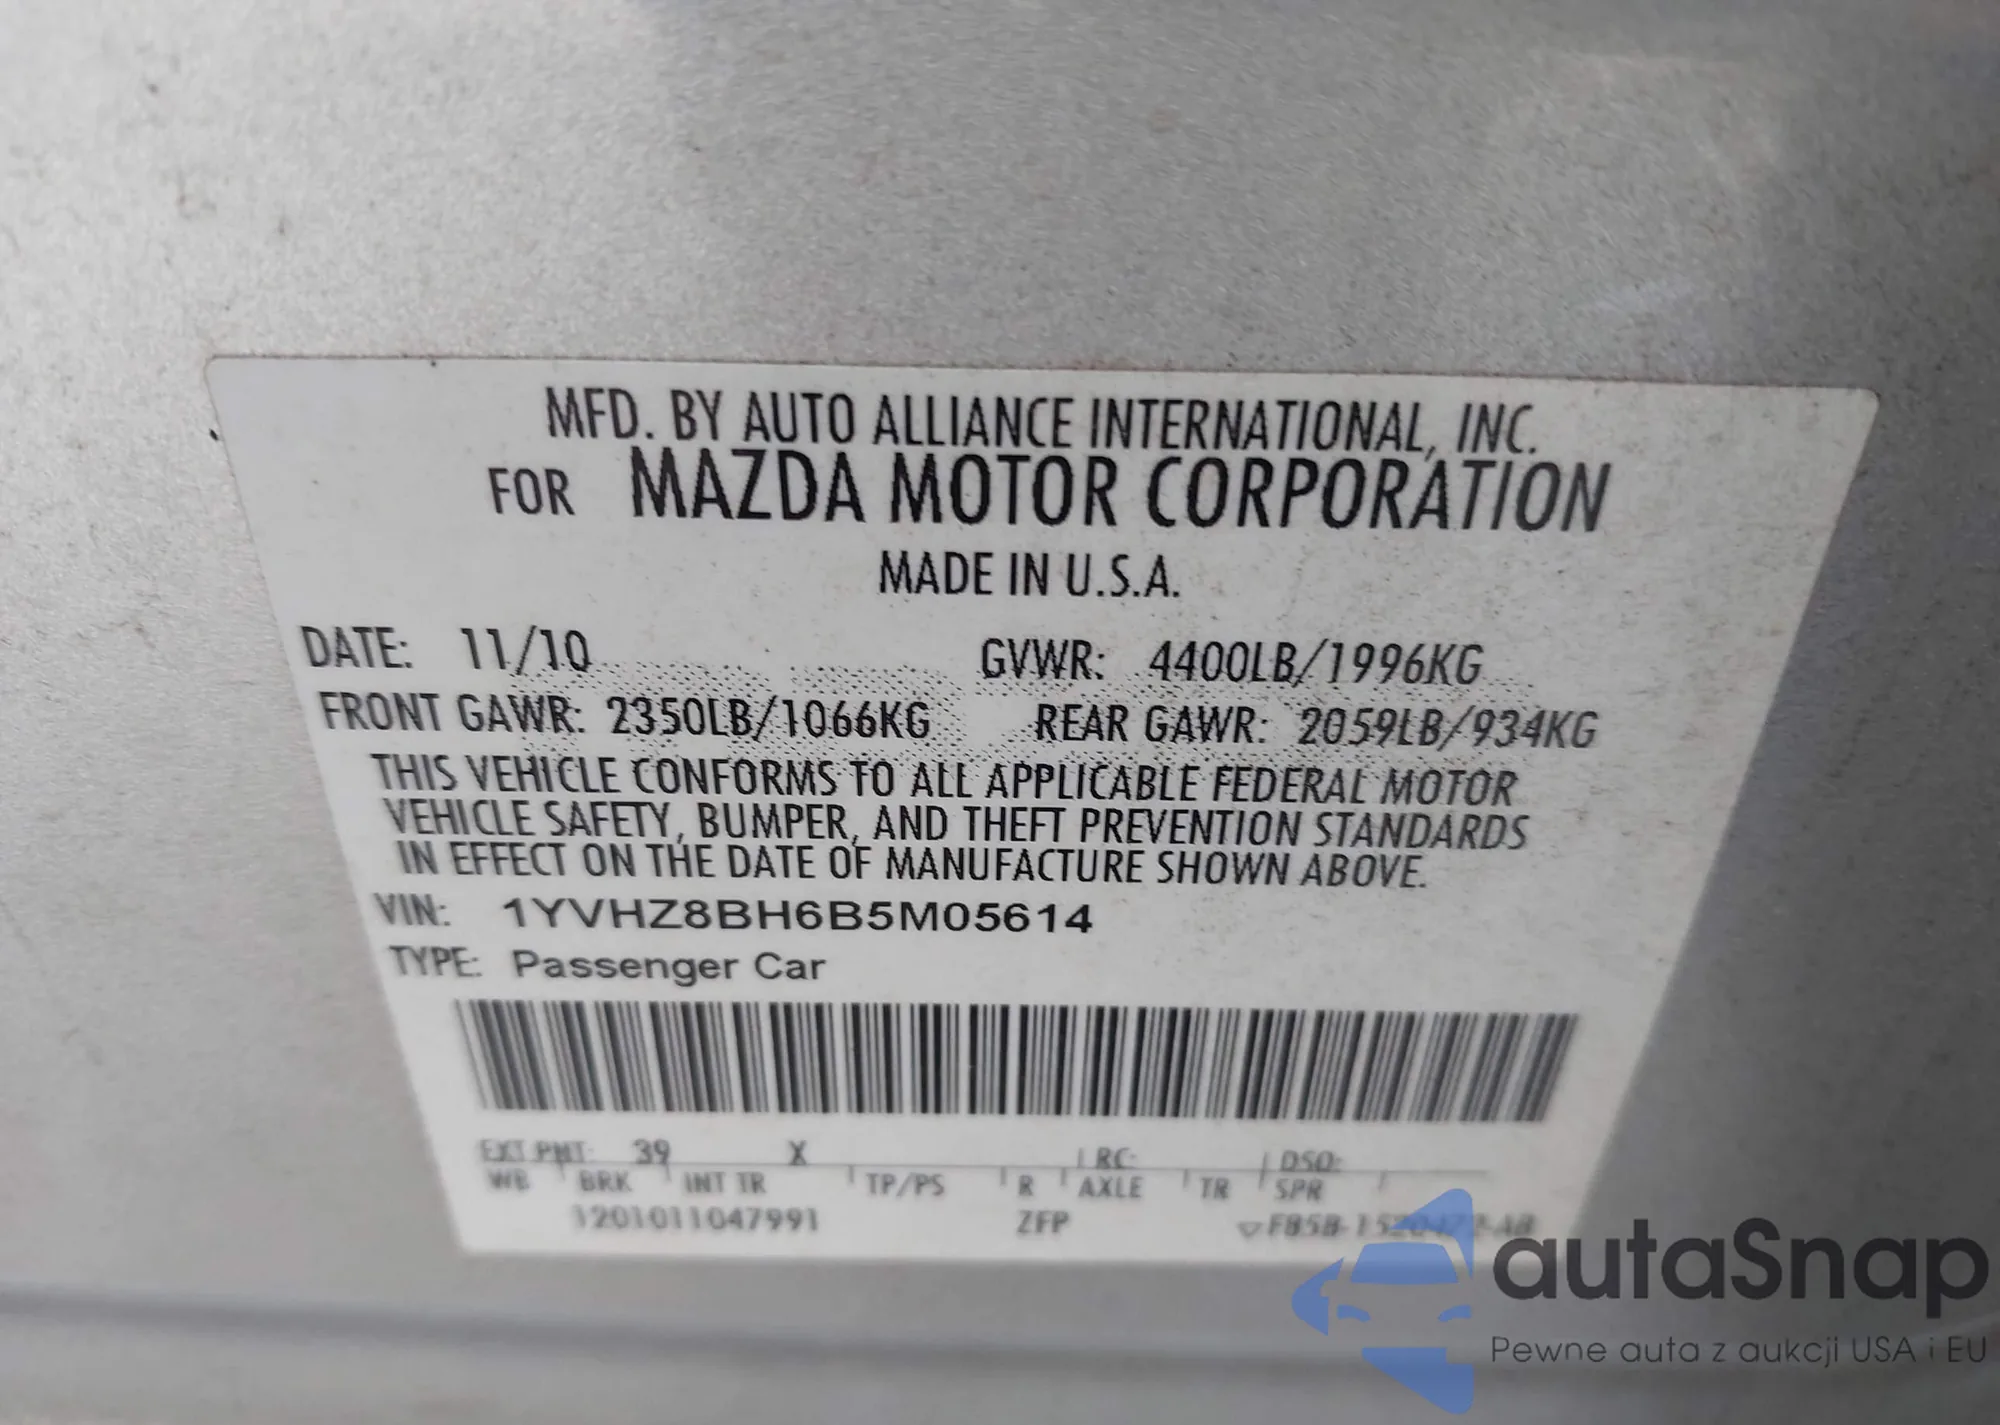 MFD. BY AUTO ALLIANCE INTERNATIONAL, INC.
FOR MAZDA MOTOR CORPORATION
MADE IN U.S.A.
DATE: 11/10 GVWR: 4400LB/1996KG
FRONT GAWR: 2350LB/1066KG REAR GAWR: 2059LB/934KG
THIS VEHICLE CONFORMS TO ALL APPLICABLE FEDERAL MOTOR
VEHICLE SAFETY, BUMPER, AND THEFT PREVENTION STANDARDS
IN EFFECT ON THE DATE OF MANUFACTURE SHOWN ABOVE.
VIN: 1YVHZ8BH6B5M05614
TYPE: Passenger Car
EXT PNT: 39 X RC: DSO:
WB BRK INT TR TP/PS R AXLE TR SPR
1201011047991 ZFP
autaSnap
Pewne auta z aukcji USA i EU